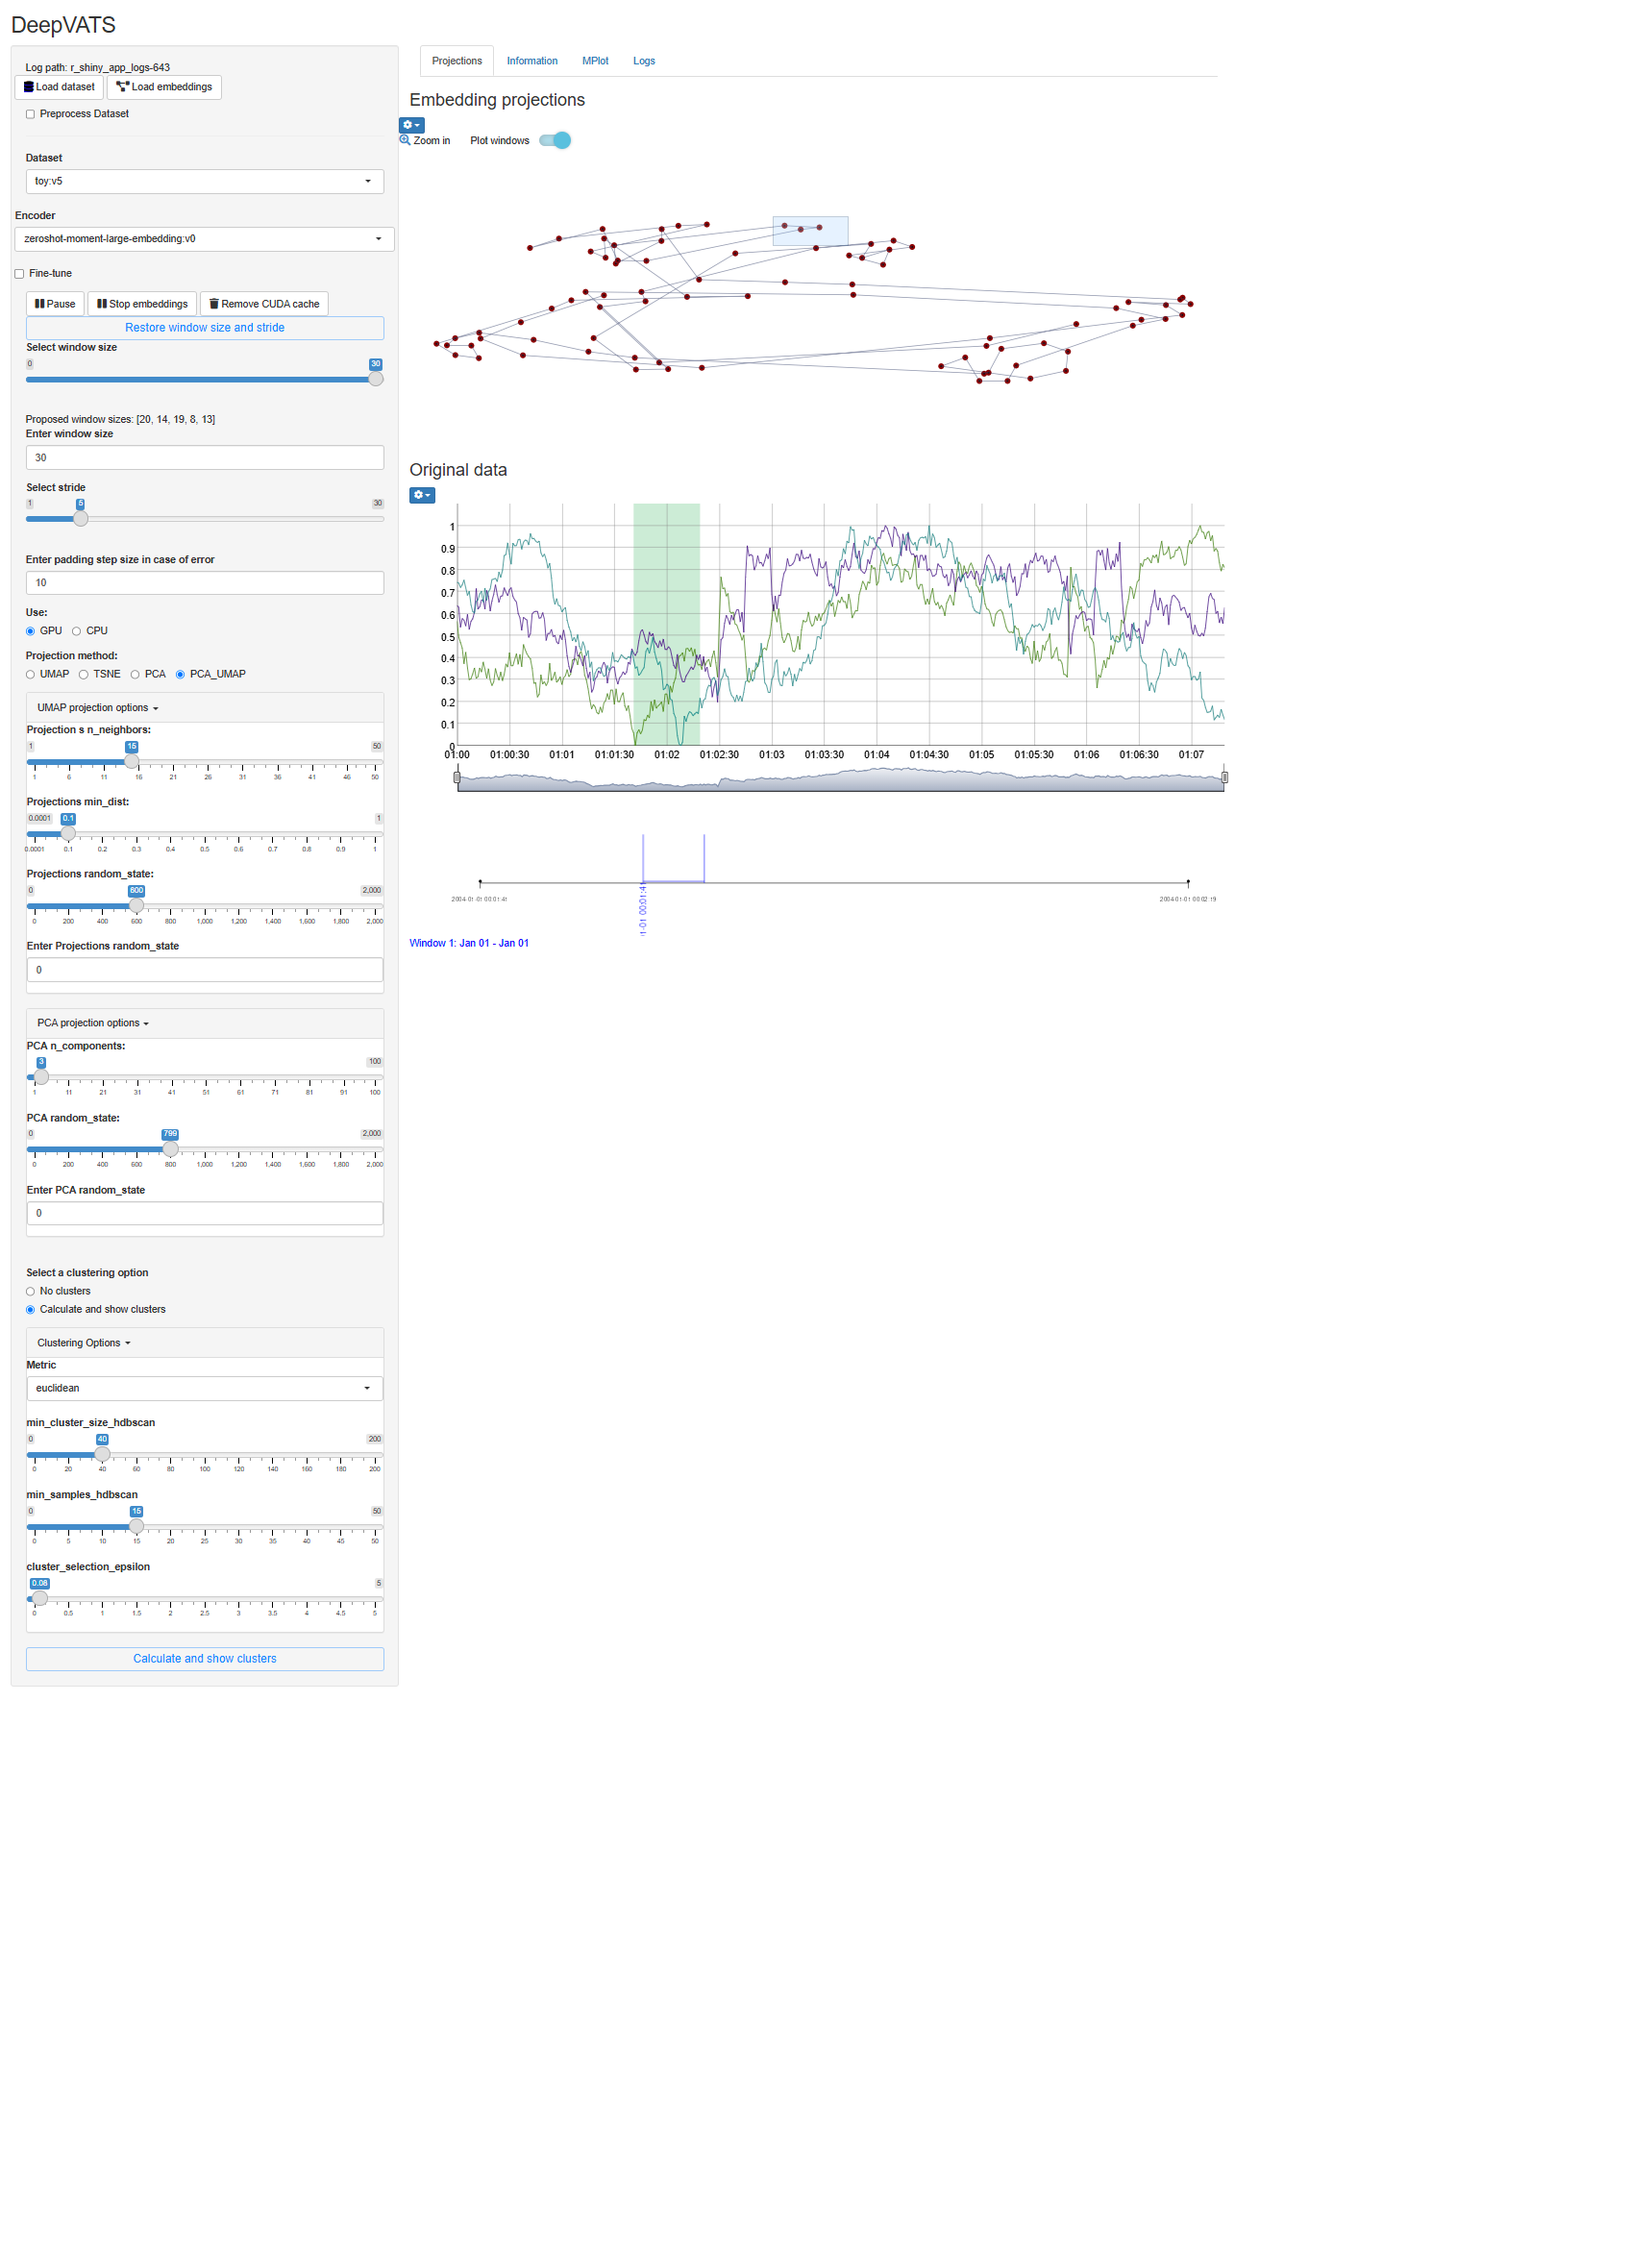 DeepVATS
Log path: r_shiny_app_logs-643
Load dataset Load embeddings
Preprocess Dataset
Dataset
toy:v5
Encoder
zeroshot-moment-large-embedding:v0
Fine-tune
Pause Stop embeddings Remove CUDA cache
Restore window size and stride
Select window size
0 30
Proposed window sizes: [20, 14, 19, 8, 13]
Enter window size
30
Select stride
1 5 30
Enter padding step size in case of error
10
Use:
GPU CPU
Projection method:
UMAP TSNE PCA PCA_UMAP
UMAP projection options
Projection s n_neighbors:
1 15 50
1 6 11 16 21 26 31 36 41 46 50
Projections min_dist:
0.0001 0.1 1
0.0001 0.1 0.2 0.3 0.4 0.5 0.6 0.7 0.8 0.9 1
Projections random_state:
0 600 2,000
0 200 400 600 800 1,000 1,200 1,400 1,600 1,800 2,000
Enter Projections random_state
0
PCA projection options
PCA n_components:
3 100
1 11 21 31 41 51 61 71 81 91 100
PCA random_state:
0 799 2,000
0 200 400 600 800 1,000 1,200 1,400 1,600 1,800 2,000
Enter PCA random_state
0
Select a clustering option
No clusters
Calculate and show clusters
Clustering Options
Metric
euclidean
min_cluster_size_hdbscan
0 40 200
0 20 40 60 80 100 120 140 160 180 200
min_samples_hdbscan
0 15 50
0 5 10 15 20 25 30 35 40 45 50
cluster_selection_epsilon
0.08 5
0 0.5 1 1.5 2 2.5 3 3.5 4 4.5 5
Calculate and show clusters
Projections Information MPlot Logs
Embedding projections
Zoom in Plot windows
Original data
1
0.9
0.8
0.7
0.6
0.5
0.4
0.3
0.2
0.1
0
01:00 01:00:30 01:01 01:01:30 01:02 01:02:30 01:03 01:03:30 01:04 01:04:30 01:05 01:05:30 01:06 01:06:30 01:07
2004-01-01 00:01:41 2004-01-01 00:02:19
1-01 00:01:41
Window 1: Jan 01 - Jan 01